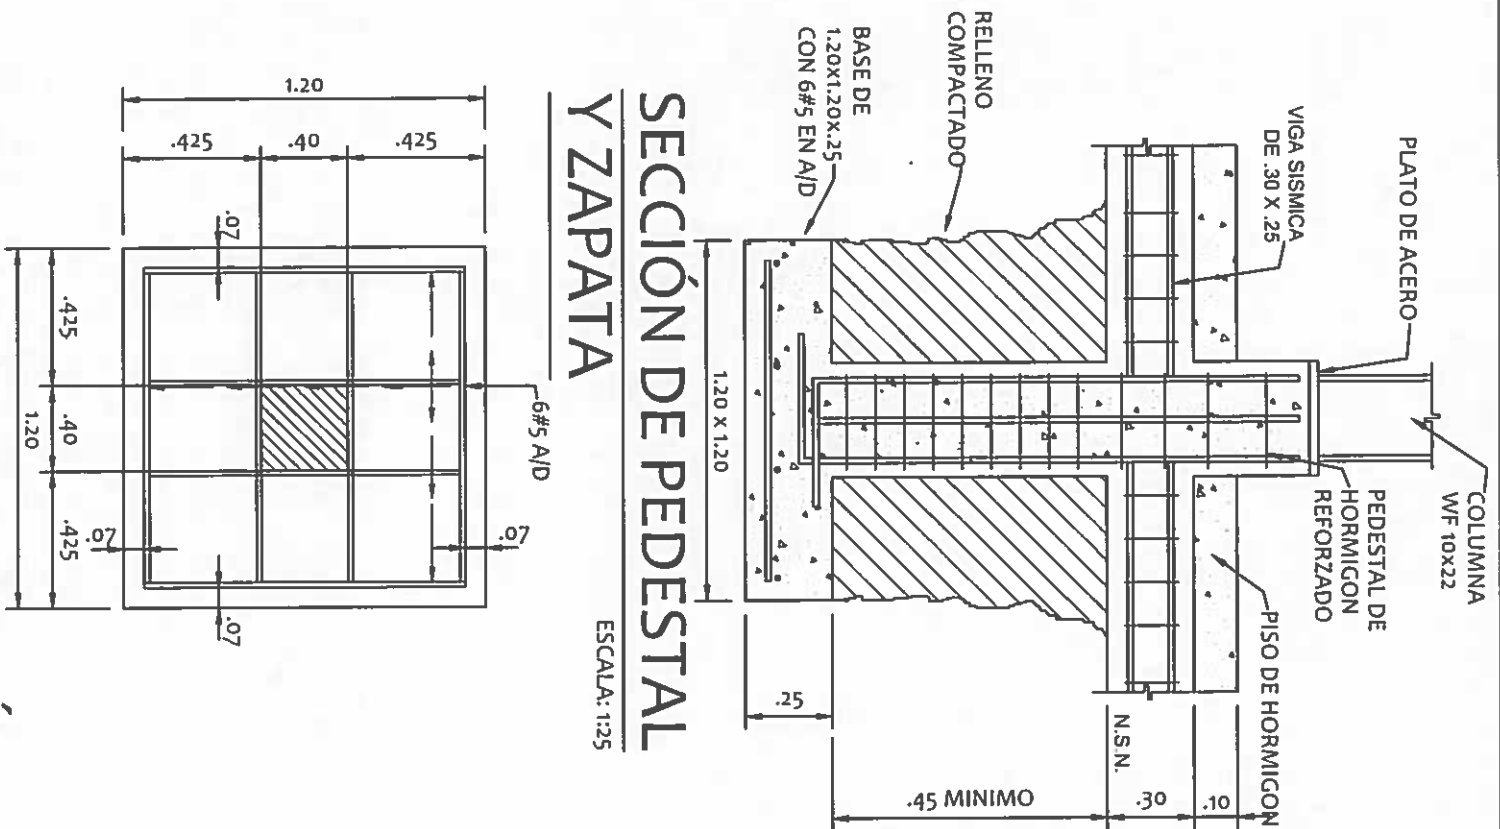 COLUMNA
WF 10x22
PLATO DE ACERO
PEDESTAL DE
HORMIGON
REFORZADO
PISO DE HORMIGON
VIGA SISMICA
DE .30 X .25
N.S.N.
.10
.30
.45 MINIMO
.25
RELLENO
COMPACTADO
BASE DE
1.20X1.20X.25
CON 6#5 EN A/D
1.20 X 1.20
SECCIÓN DE PEDESTAL
Y ZAPATA
ESCALA: 1:25
1.20
.425
.40
.425
.07
6#5 A/D
.07
.07
.07
.425
.40
.425
1.20